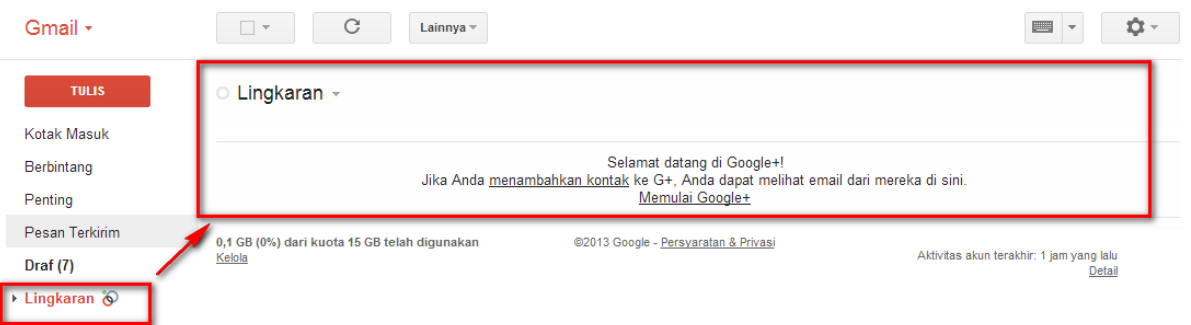 Gmail
Lainnya
TULIS
Lingkaran
Kotak Masuk
Berbintang
Penting
Pesan Terkirim
Draf (7)
Lingkaran
Selamat datang di Google+!
Jika Anda menambahkan kontak ke G+, Anda dapat melihat email dari mereka di sini.
Memulai Google+
0,1 GB (0%) dari kuota 15 GB telah digunakan
Kelola
©2013 Google - Persyaratan & Privasi
Aktivitas akun terakhir: 1 jam yang lalu
Detail